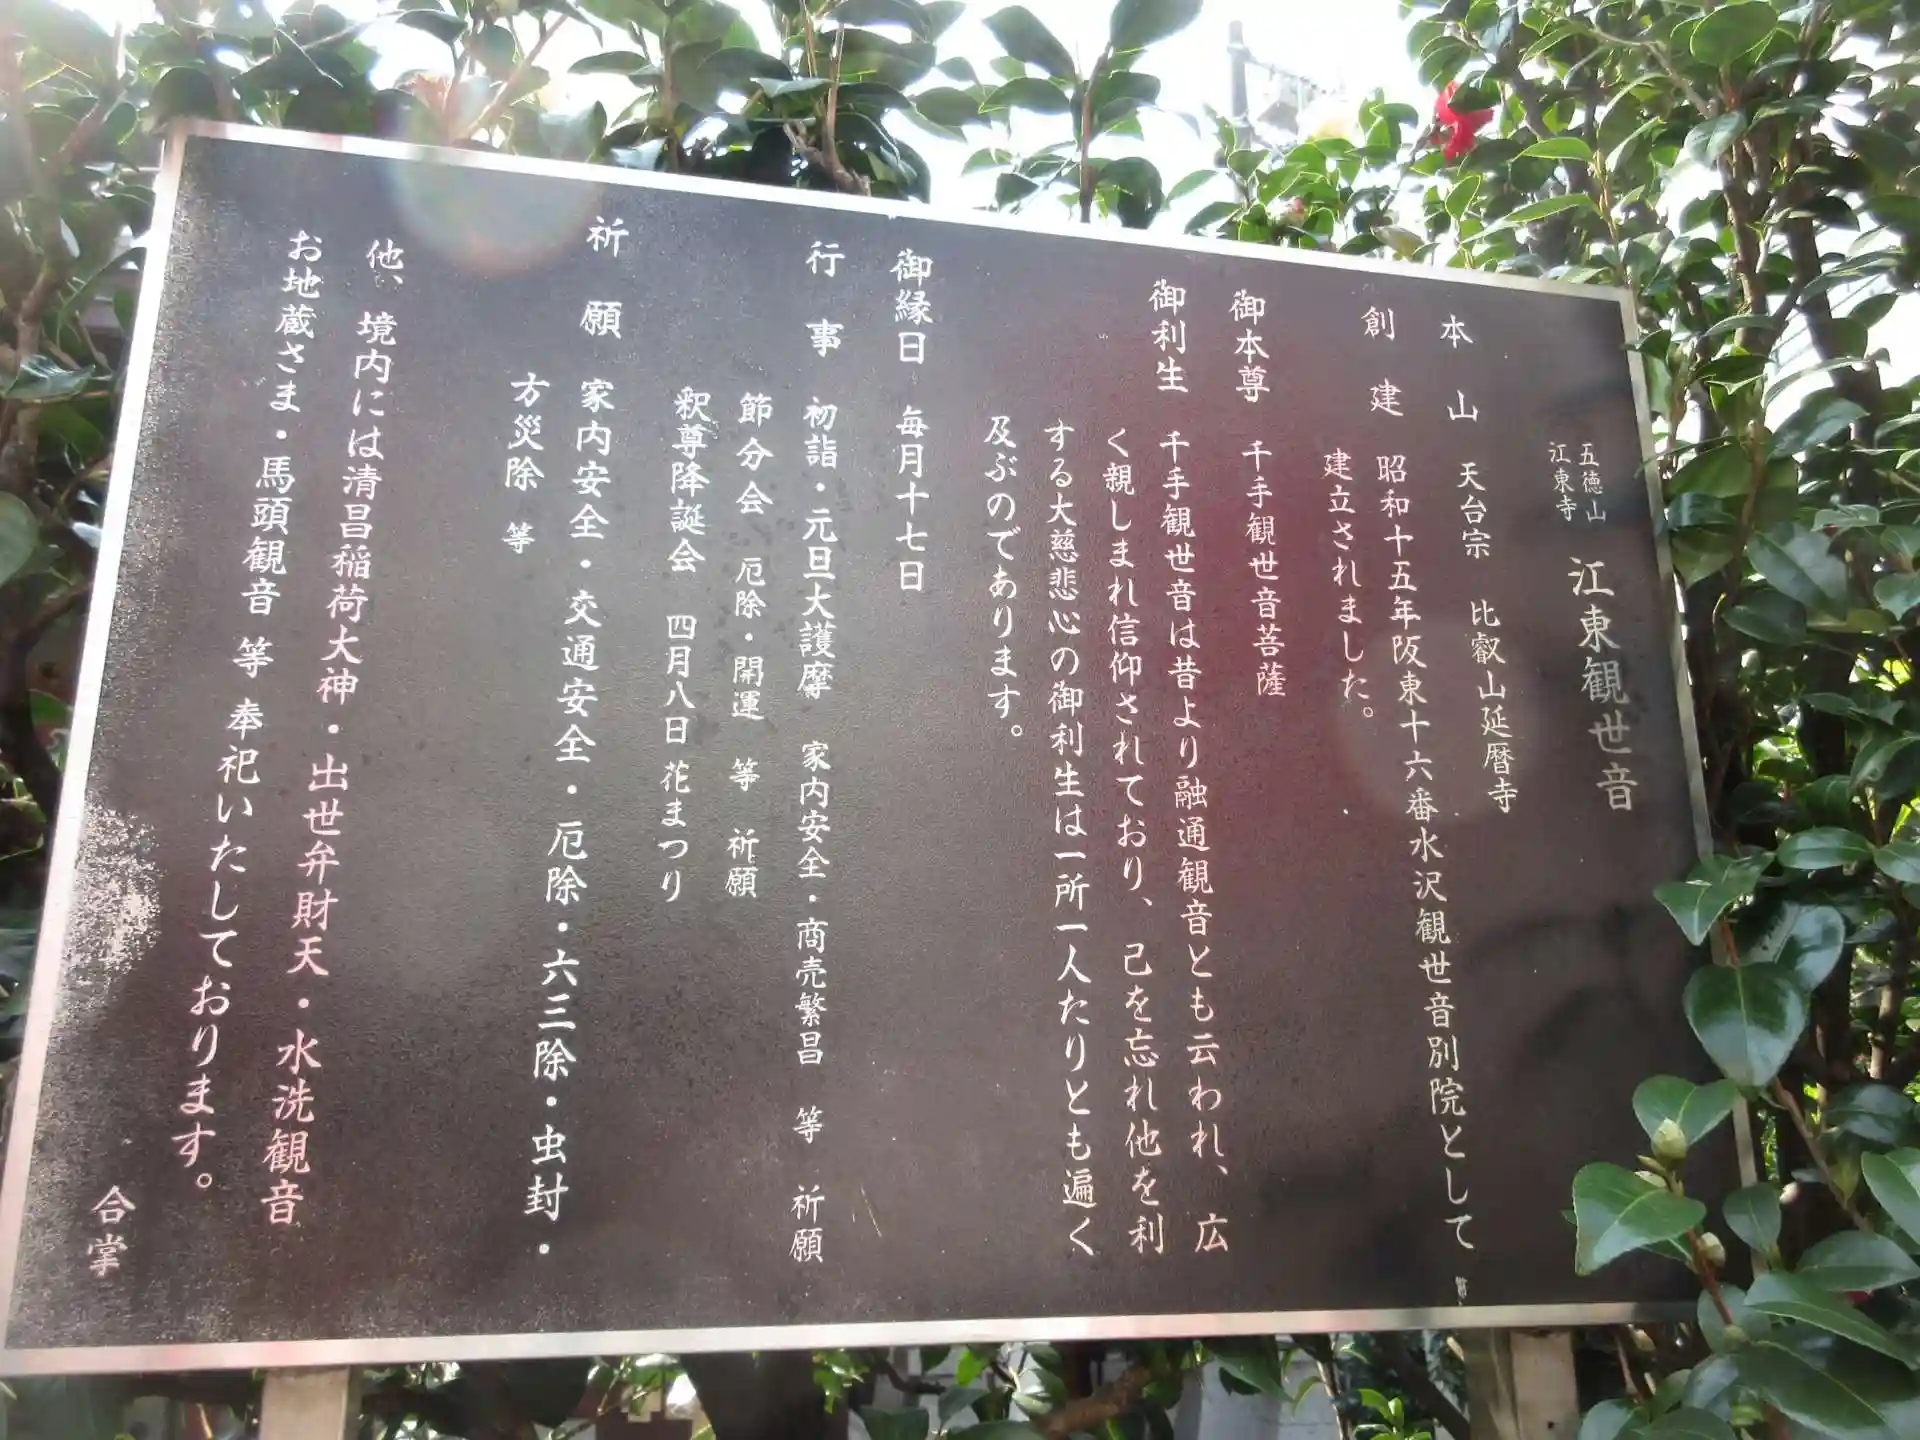 五徳山
江東寺
江東観世音
本山 天台宗 比叡山延暦寺
創建 昭和十五年阪東十六番水沢観世音別院として
建立されました。
御本尊 千手観世音菩薩
御利生 千手観世音は昔より融通観音とも云われ、広
く親しまれ信仰されており、己を忘れ他を利
する大慈悲心の御利生は一所一人たりとも遍く
及ぶのであります。
御縁日 毎月十七日
行事 初詣・元旦大護摩 家内安全・商売繁昌 等 祈願
節分会 厄除・開運 等 祈願
釈尊降誕会 四月八日花まつり
祈願 家内安全・交通安全・厄除・六三除・虫封・
方災除 等
他、境内には清昌稲荷大神・出世弁財天・水洗観音
お地蔵さま・馬頭観音 等 奉祀いたしております。
合掌